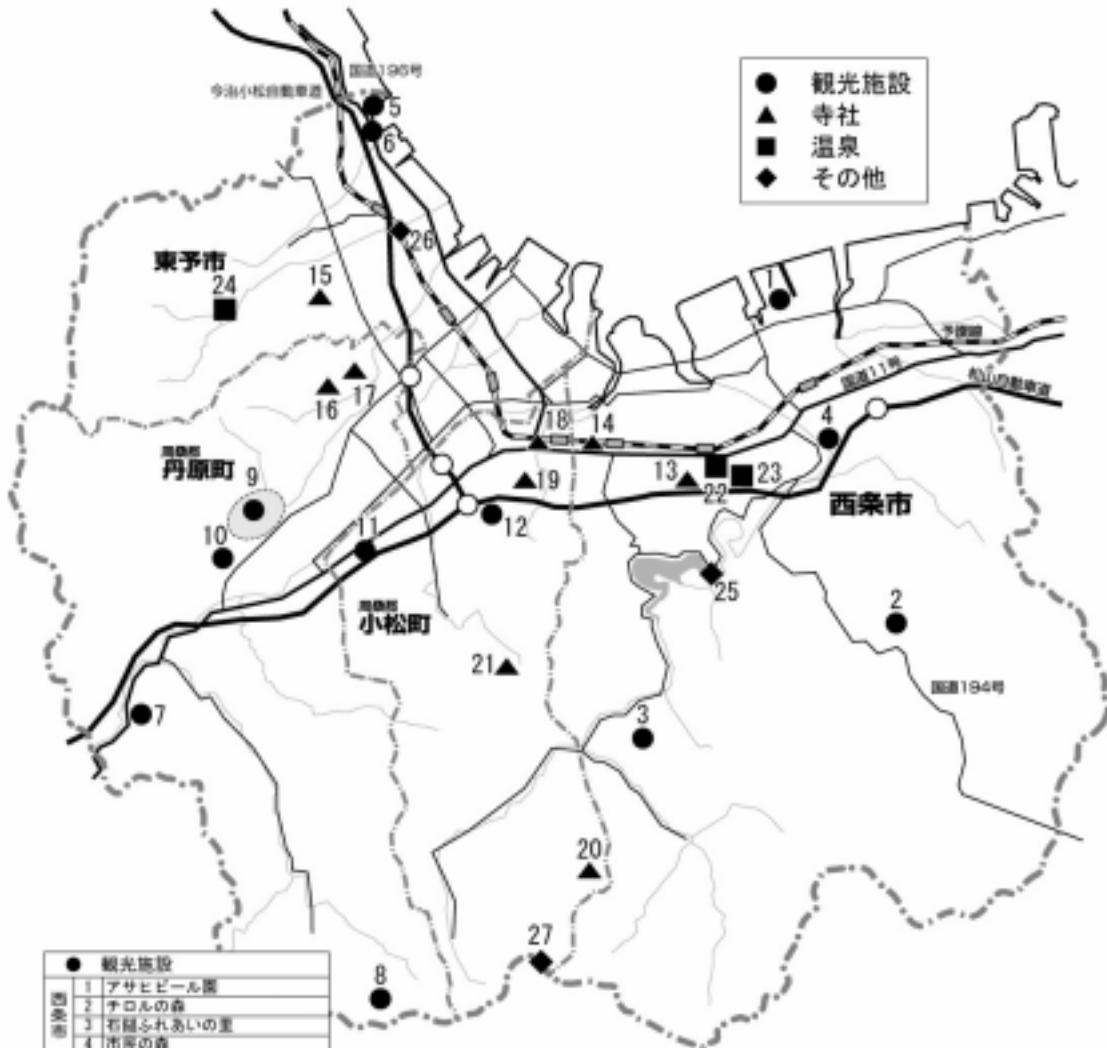 国道196号
今治小松自動車道
● 観光施設
▲ 寺社
■ 温泉
◆ その他
5
6
26
東予市
24
15
1
予讃線
国道11号
松山自動車道
17
16
18
14
4
周桑郡
丹原町
9
19
13
22
23
西条市
10
11
12
25
周桑郡
小松町
2
21
国道194号
7
3
20
27
8
● 観光施設
西条市
1 アサヒビール園
2 チロルの森
3 石鎚ふれあいの里
4 市民の森